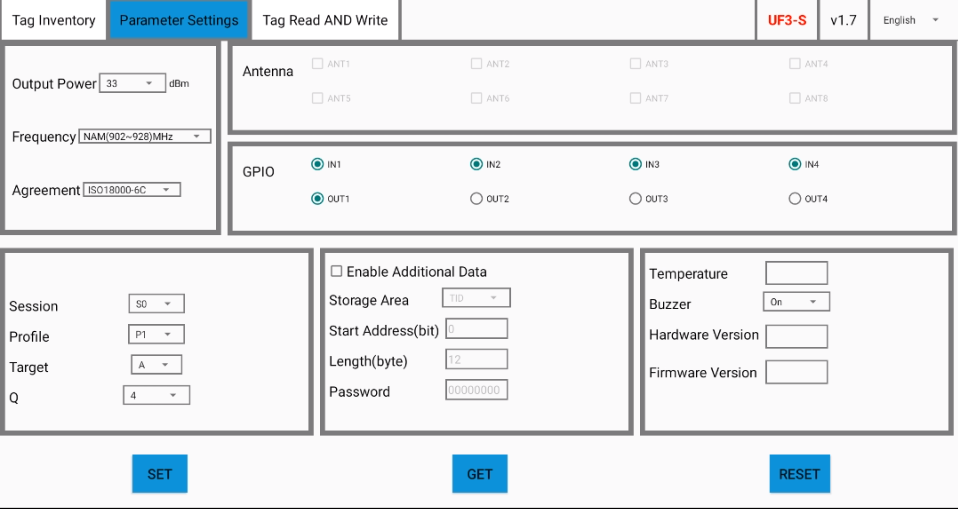 Tag Inventory Parameter Settings Tag Read AND Write UF3-S v1.7 English
Output Power 33 dBm
Frequency NAM(902~928)MHz
Agreement ISO18000-6C
Antenna ANT1 ANT2 ANT3 ANT4
ANT5 ANT6 ANT7 ANT8
GPIO IN1 IN2 IN3 IN4
OUT1 OUT2 OUT3 OUT4
Session S0
Profile P1
Target A
Q 4
Enable Additional Data
Storage Area TID
Start Address(bit) 0
Length(byte) 12
Password 00000000
Temperature
Buzzer On
Hardware Version
Firmware Version
SET GET RESET